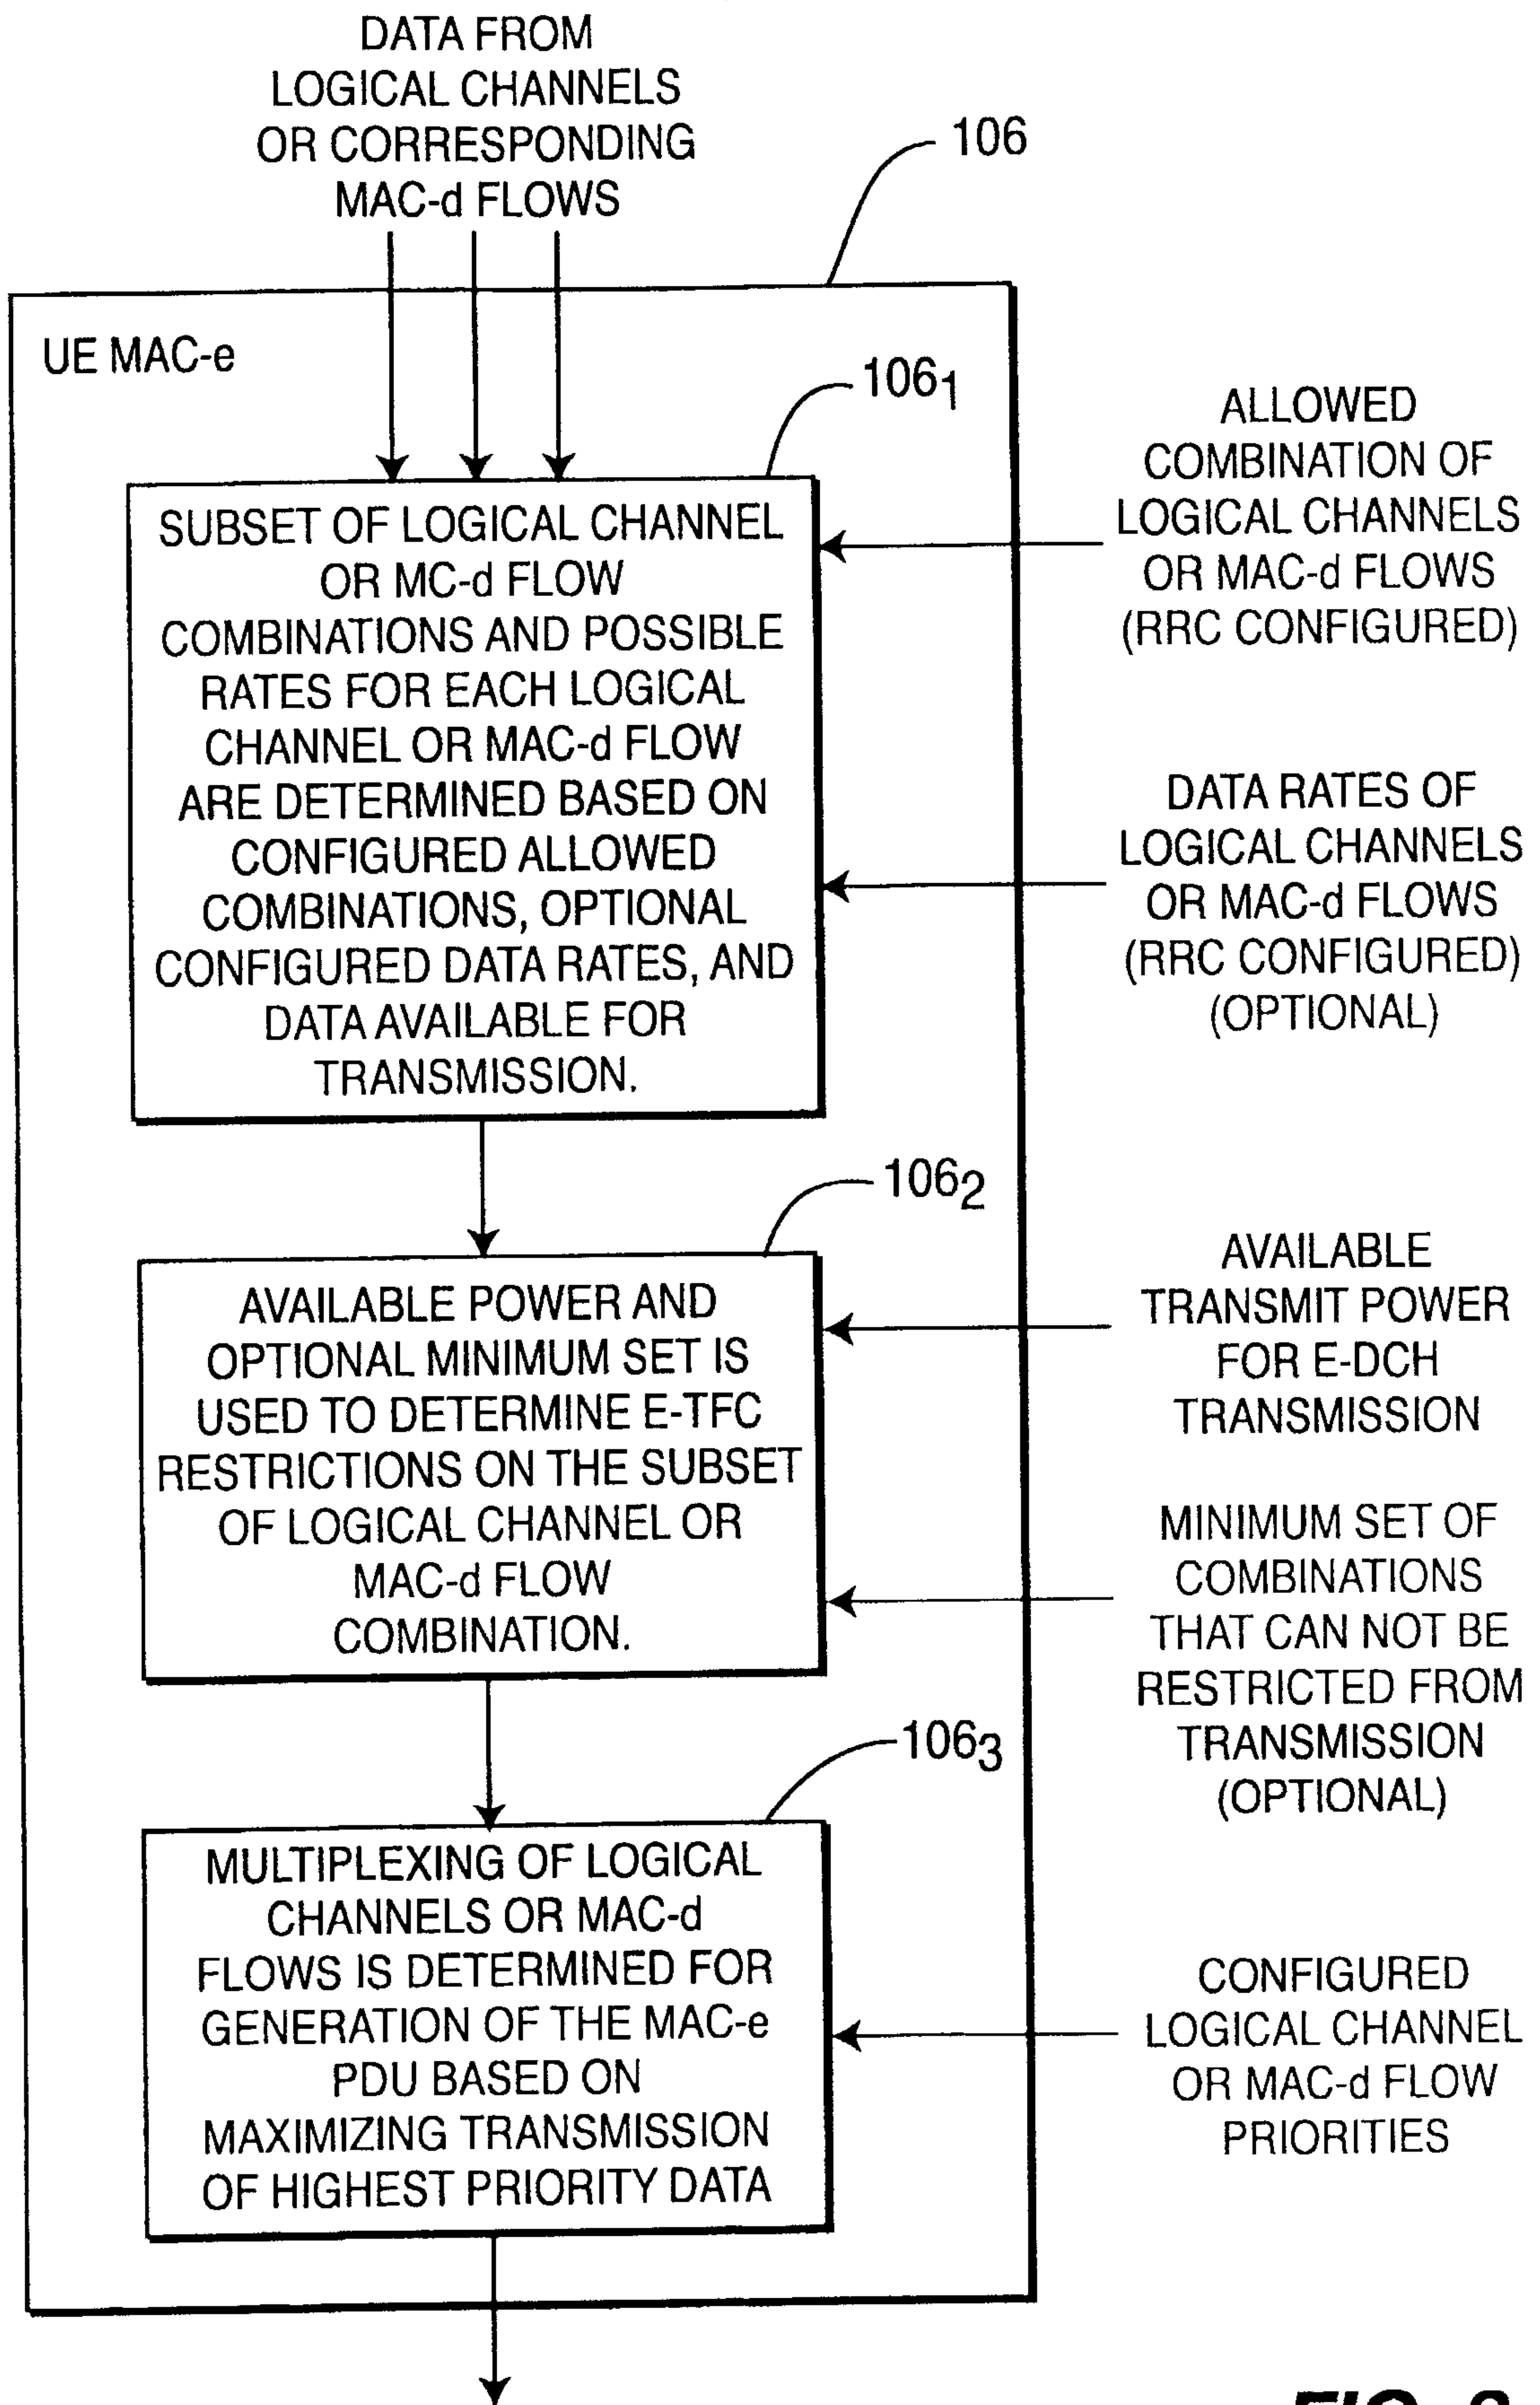 DATA FROM
LOGICAL CHANNELS
OR CORRESPONDING
MAC-d FLOWS
106
UE MAC-e
106₁
SUBSET OF LOGICAL CHANNEL
OR MC-d FLOW
COMBINATIONS AND POSSIBLE
RATES FOR EACH LOGICAL
CHANNEL OR MAC-d FLOW
ARE DETERMINED BASED ON
CONFIGURED ALLOWED
COMBINATIONS, OPTIONAL
CONFIGURED DATA RATES, AND
DATA AVAILABLE FOR
TRANSMISSION.
ALLOWED
COMBINATION OF
LOGICAL CHANNELS
OR MAC-d FLOWS
(RRC CONFIGURED)
DATA RATES OF
LOGICAL CHANNELS
OR MAC-d FLOWS
(RRC CONFIGURED)
(OPTIONAL)
106₂
AVAILABLE POWER AND
OPTIONAL MINIMUM SET IS
USED TO DETERMINE E-TFC
RESTRICTIONS ON THE SUBSET
OF LOGICAL CHANNEL OR
MAC-d FLOW
COMBINATION.
AVAILABLE
TRANSMIT POWER
FOR E-DCH
TRANSMISSION
MINIMUM SET OF
COMBINATIONS
THAT CAN NOT BE
RESTRICTED FROM
TRANSMISSION
(OPTIONAL)
106₃
MULTIPLEXING OF LOGICAL
CHANNELS OR MAC-d
FLOWS IS DETERMINED FOR
GENERATION OF THE MAC-e
PDU BASED ON
MAXIMIZING TRANSMISSION
OF HIGHEST PRIORITY DATA
CONFIGURED
LOGICAL CHANNEL
OR MAC-d FLOW
PRIORITIES
FIG.